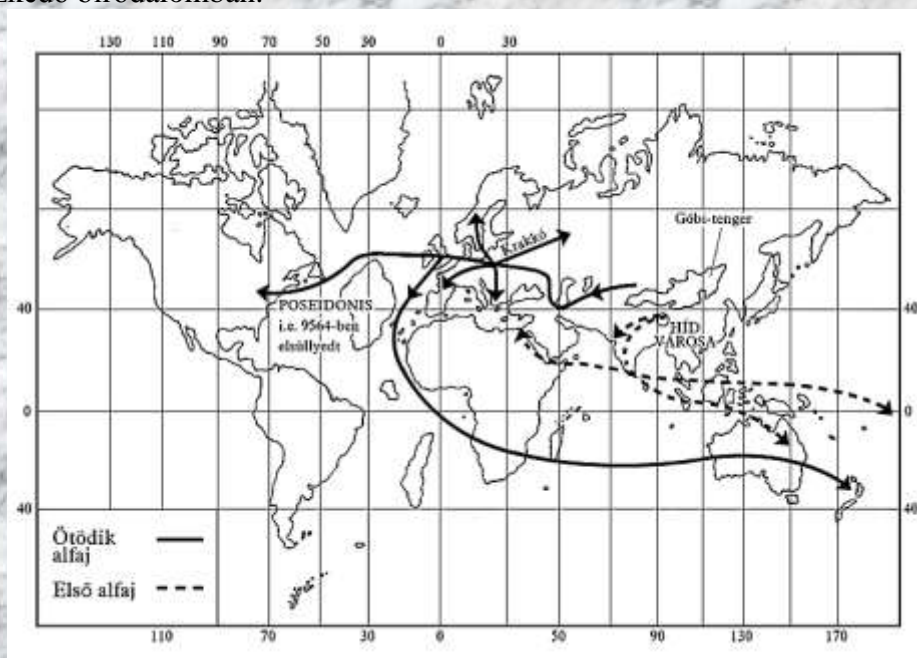 birodalomban.
130 110 90 70 50 30 0 30
Góbi-tenger
Krakkó
POSEIDONIS
i.e. 9564-ben
elsüllyedt
HÍD
VÁROSA
40 40
0 0
40 40
Ötödik
alfaj
Első alfaj
110 70 30 0 50 90 130 170